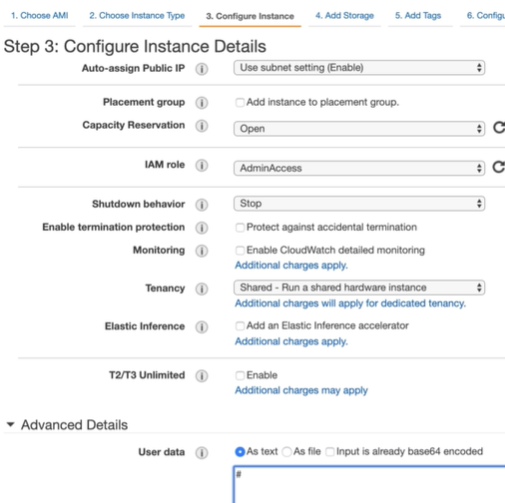 1. Choose AMI 2. Choose Instance Type 3. Configure Instance 4. Add Storage 5. Add Tags 6. Configu
Step 3: Configure Instance Details
Auto-assign Public IP i Use subnet setting (Enable)
Placement group i Add instance to placement group.
Capacity Reservation i Open
IAM role i AdminAccess
Shutdown behavior i Stop
Enable termination protection i Protect against accidental termination
Monitoring i Enable CloudWatch detailed monitoring
Additional charges apply.
Tenancy i Shared - Run a shared hardware instance
Additional charges will apply for dedicated tenancy.
Elastic Inference i Add an Elastic Inference accelerator
Additional charges apply.
T2/T3 Unlimited i Enable
Additional charges may apply
Advanced Details
User data i As text As file Input is already base64 encoded
#